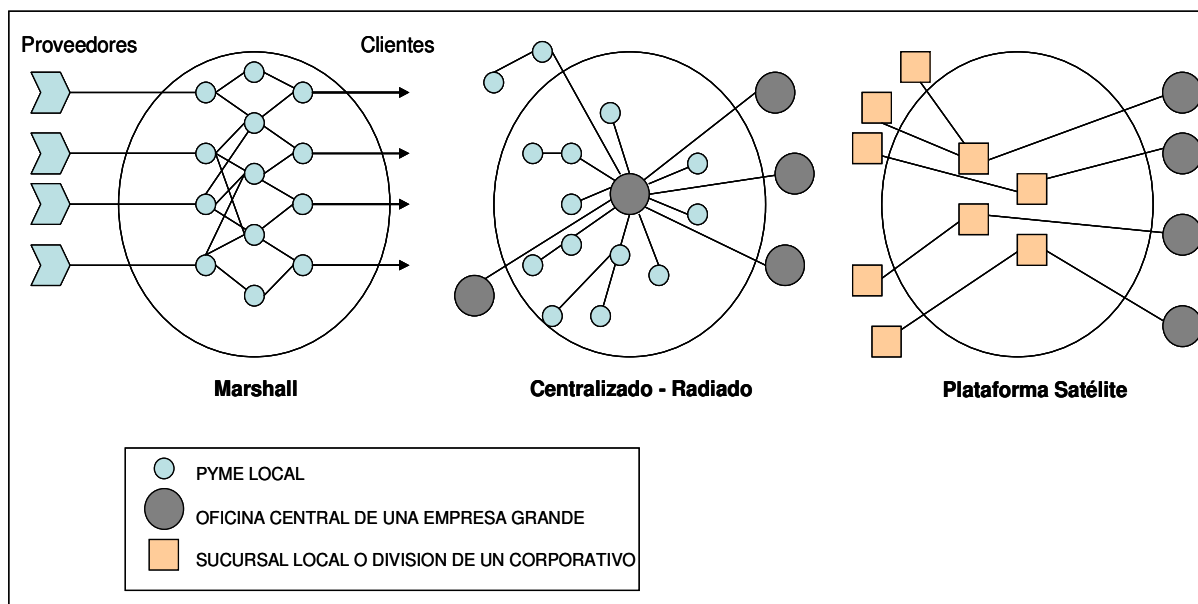 Proveedores
Clientes
Marshall
Centralizado - Radiado
Plataforma Satélite
PYME LOCAL
OFICINA CENTRAL DE UNA EMPRESA GRANDE
SUCURSAL LOCAL O DIVISION DE UN CORPORATIVO